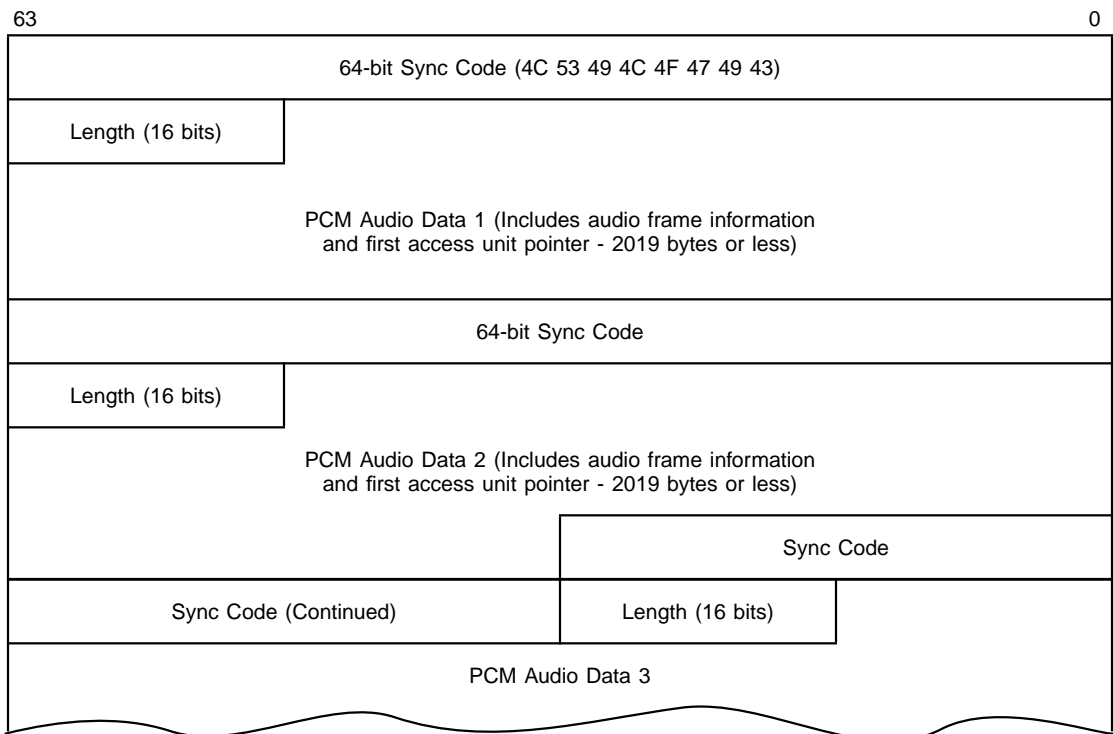 63 0
64-bit Sync Code (4C 53 49 4C 4F 47 49 43)
Length (16 bits)
PCM Audio Data 1 (Includes audio frame information
and first access unit pointer - 2019 bytes or less)
64-bit Sync Code
Length (16 bits)
PCM Audio Data 2 (Includes audio frame information
and first access unit pointer - 2019 bytes or less)
Sync Code
Sync Code (Continued) Length (16 bits)
PCM Audio Data 3